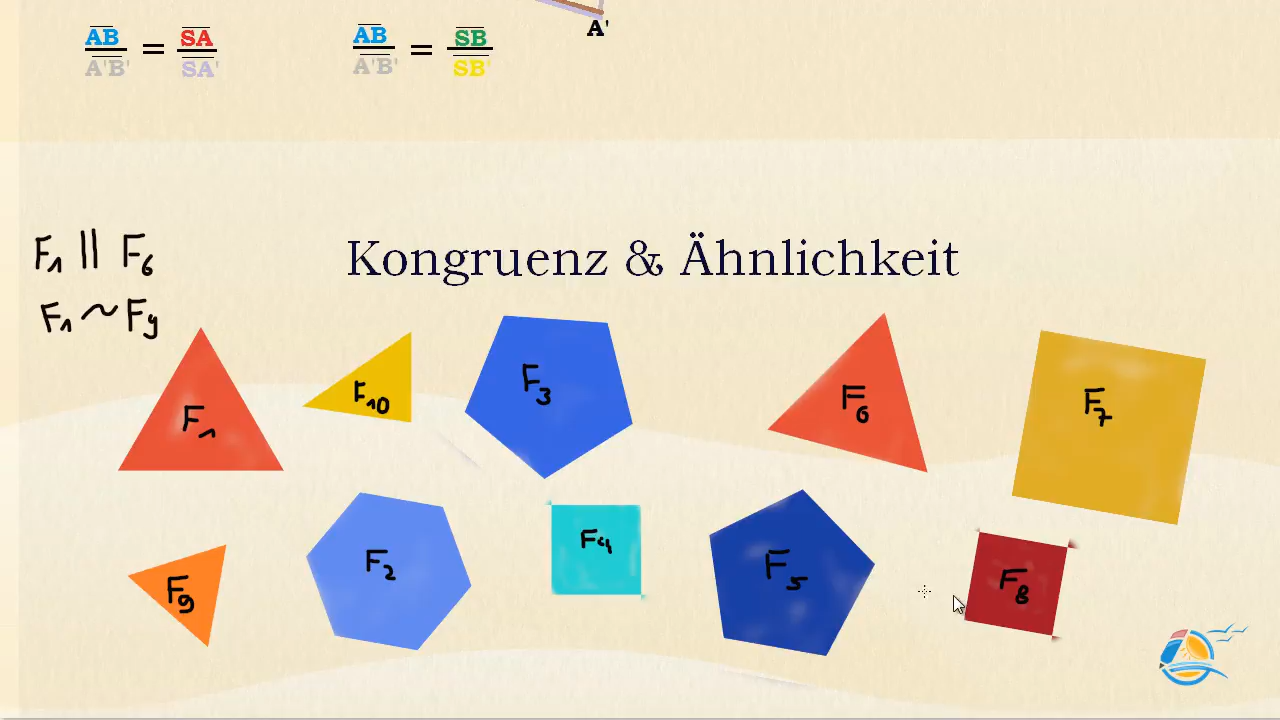 A'
AB/A'B' = SA/SA'
AB/A'B' = SB/SB'
Kongruenz & Ähnlichkeit
F1 || F6
F1 ~ F9
F1
F10
F3
F6
F7
F9
F2
F4
F5
F8